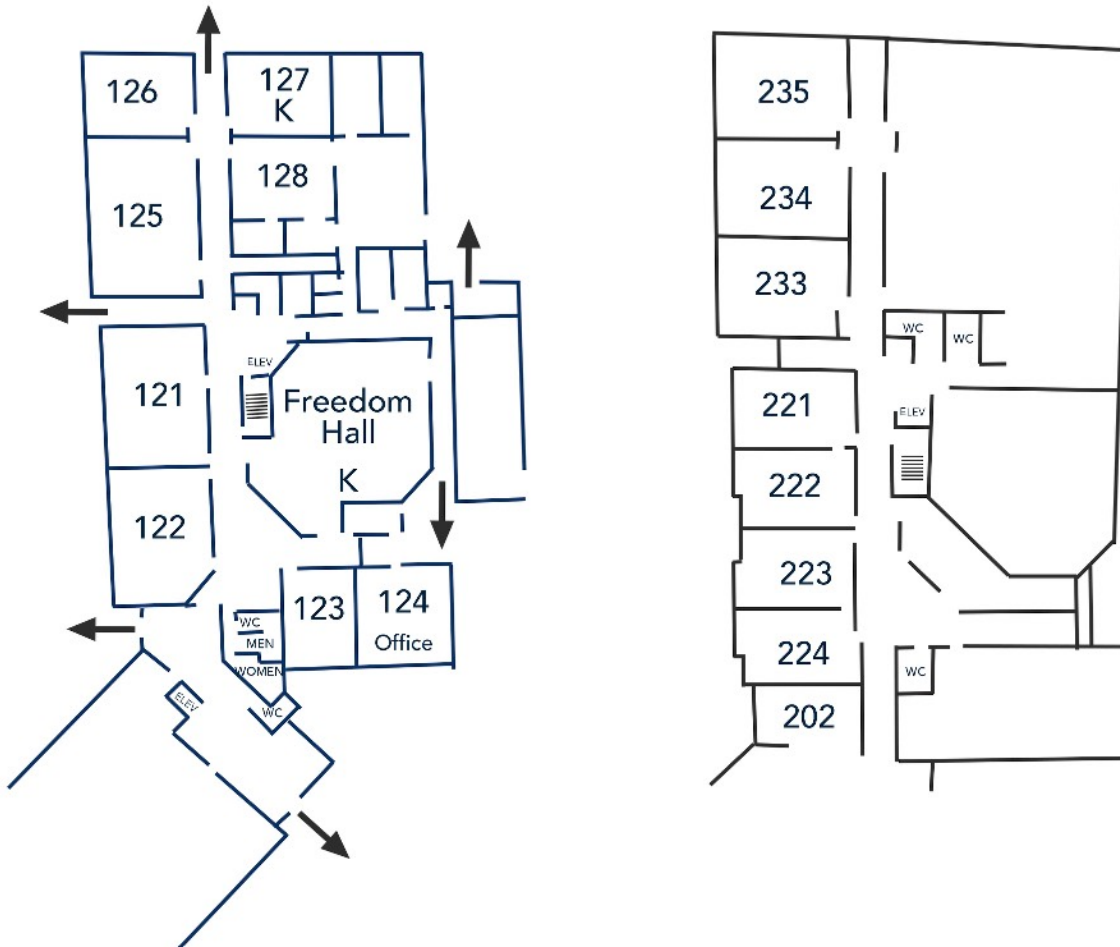 126
127
K
128
125
ELEV
121
Freedom
Hall
K
122
123
124
Office
WC
MEN
WOMEN
ELEV
WC
235
234
233
WC
WC
221
ELEV
222
223
224
WC
202